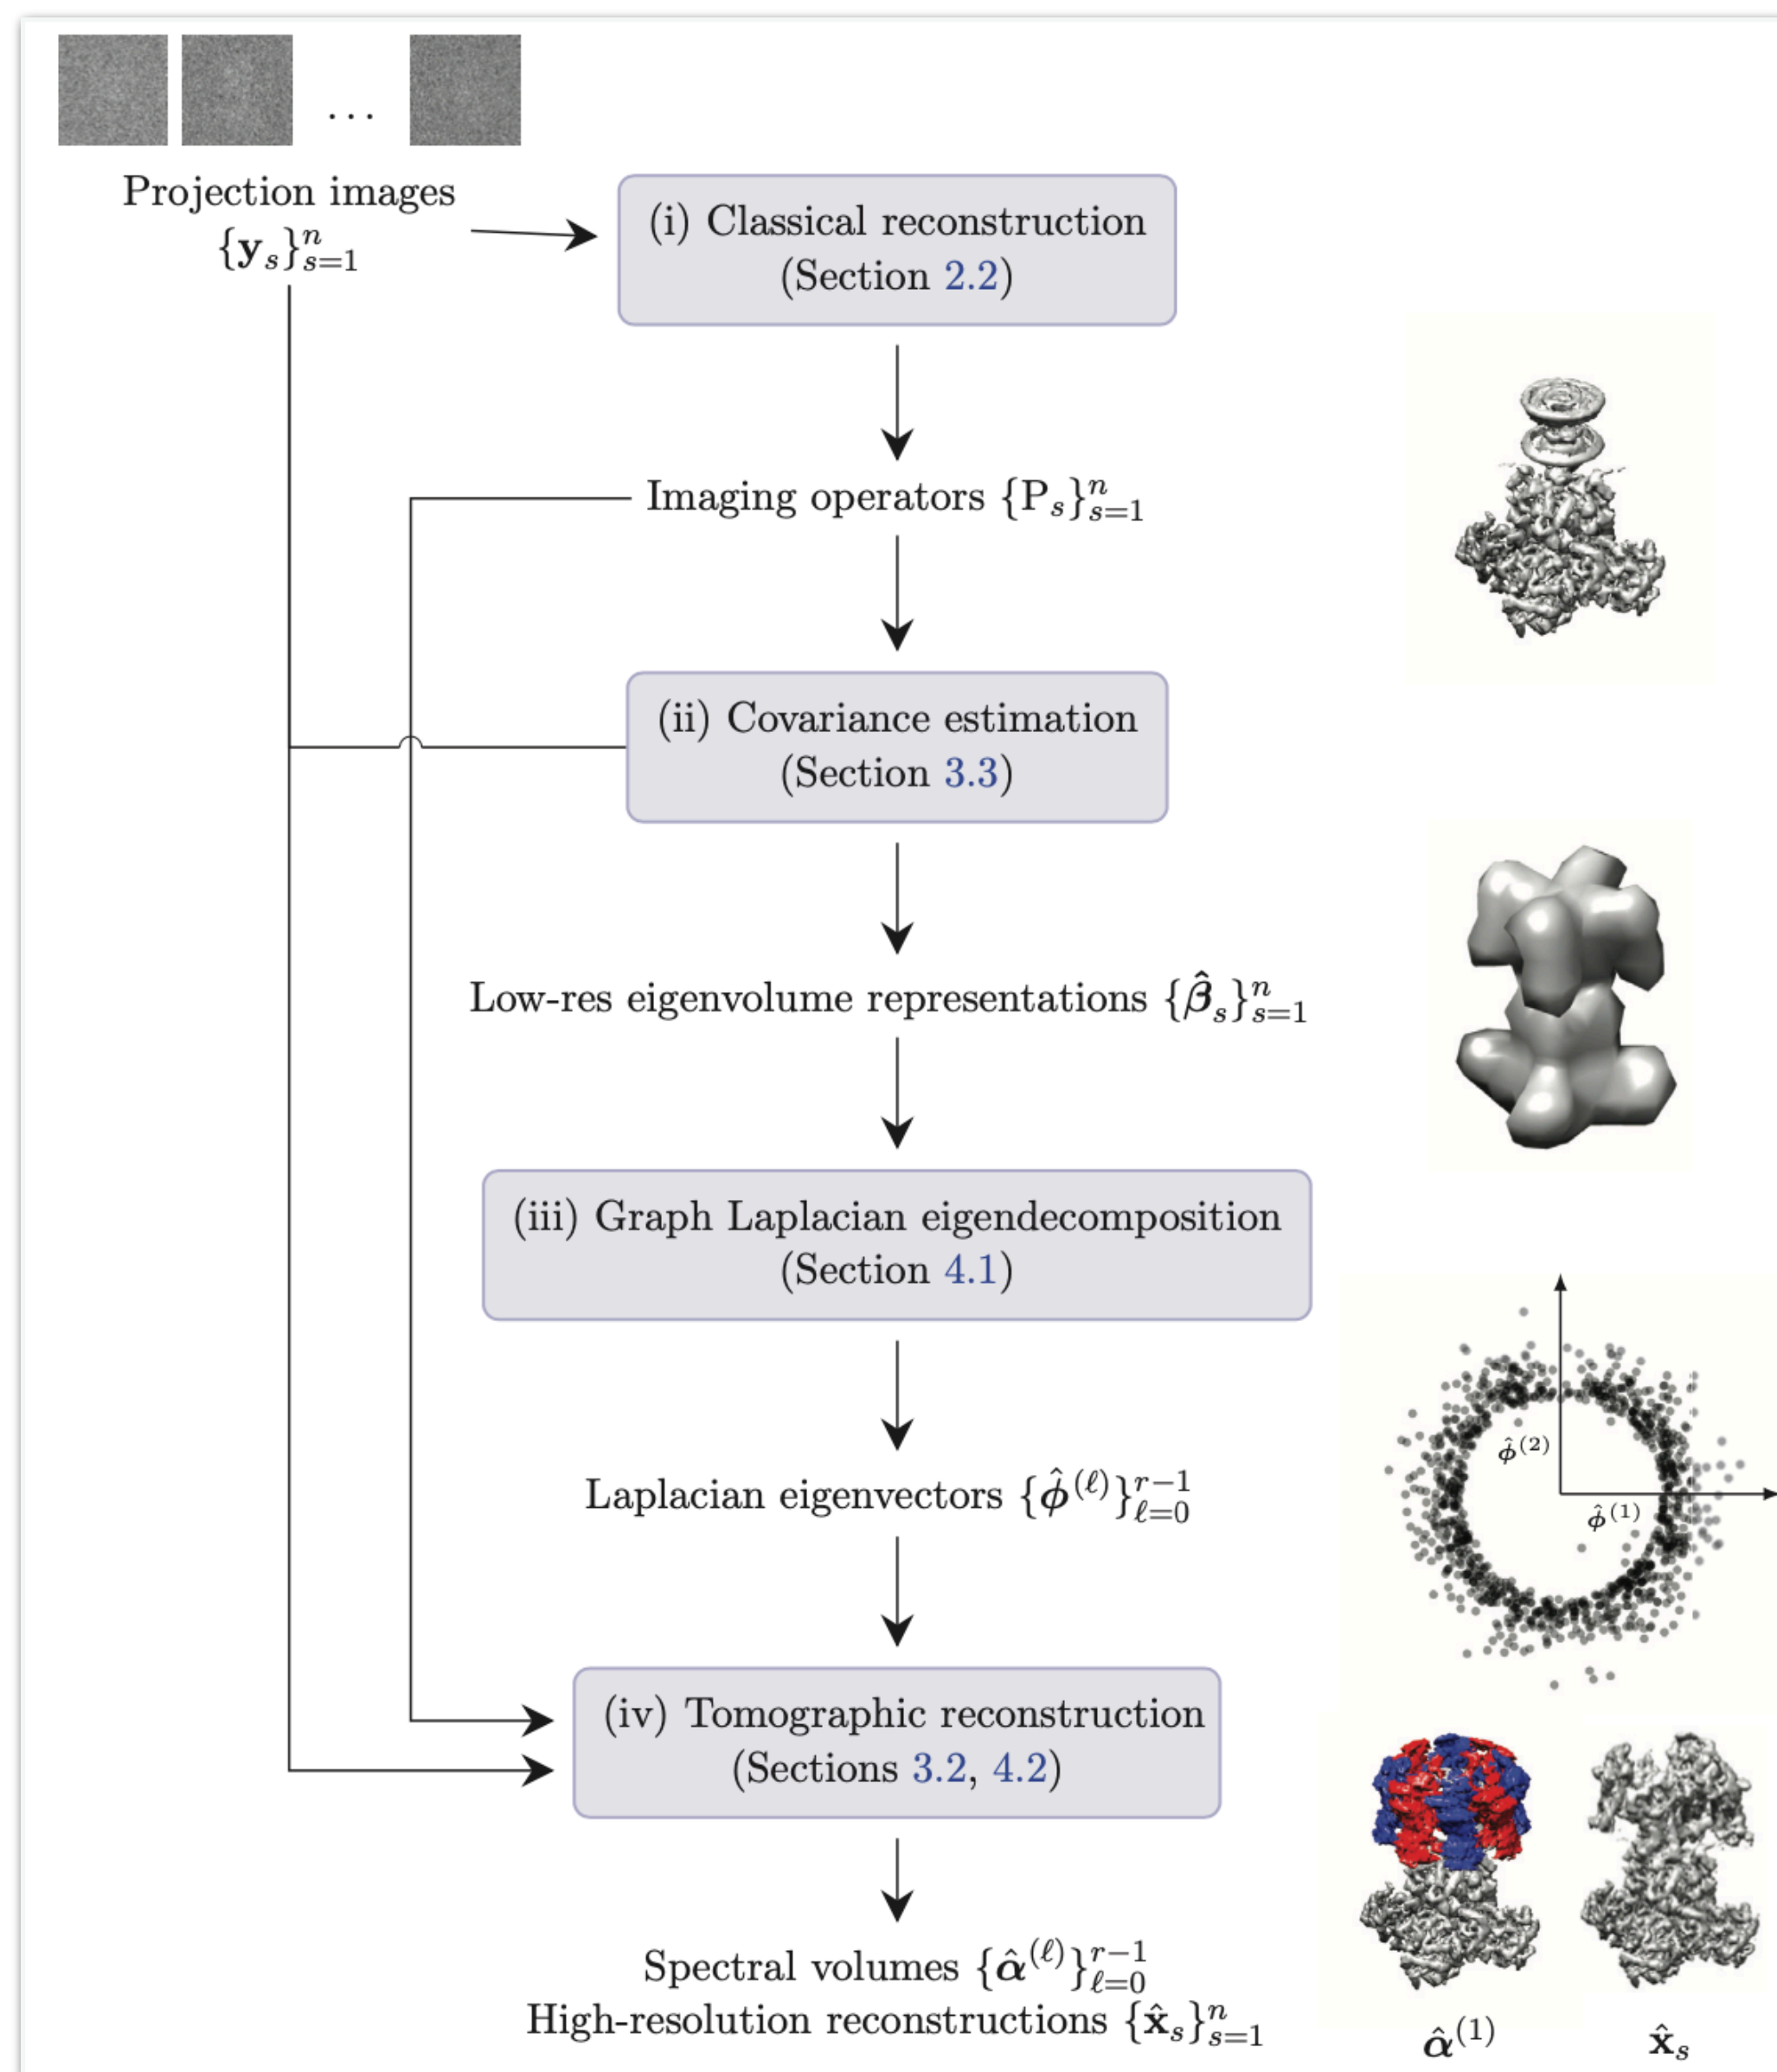 . . .
Projection images
{y_s}_{s=1}^n
(i) Classical reconstruction
(Section 2.2)
Imaging operators {P_s}_{s=1}^n
(ii) Covariance estimation
(Section 3.3)
Low-res eigenvolume representations {β̂_s}_{s=1}^n
(iii) Graph Laplacian eigendecomposition
(Section 4.1)
ϕ̂^(2)
ϕ̂^(1)
Laplacian eigenvectors {ϕ̂^(ℓ)}_{ℓ=0}^{r−1}
(iv) Tomographic reconstruction
(Sections 3.2, 4.2)
Spectral volumes {α̂^(ℓ)}_{ℓ=0}^{r−1}
High-resolution reconstructions {x̂_s}_{s=1}^n
α̂^(1)
x̂_s